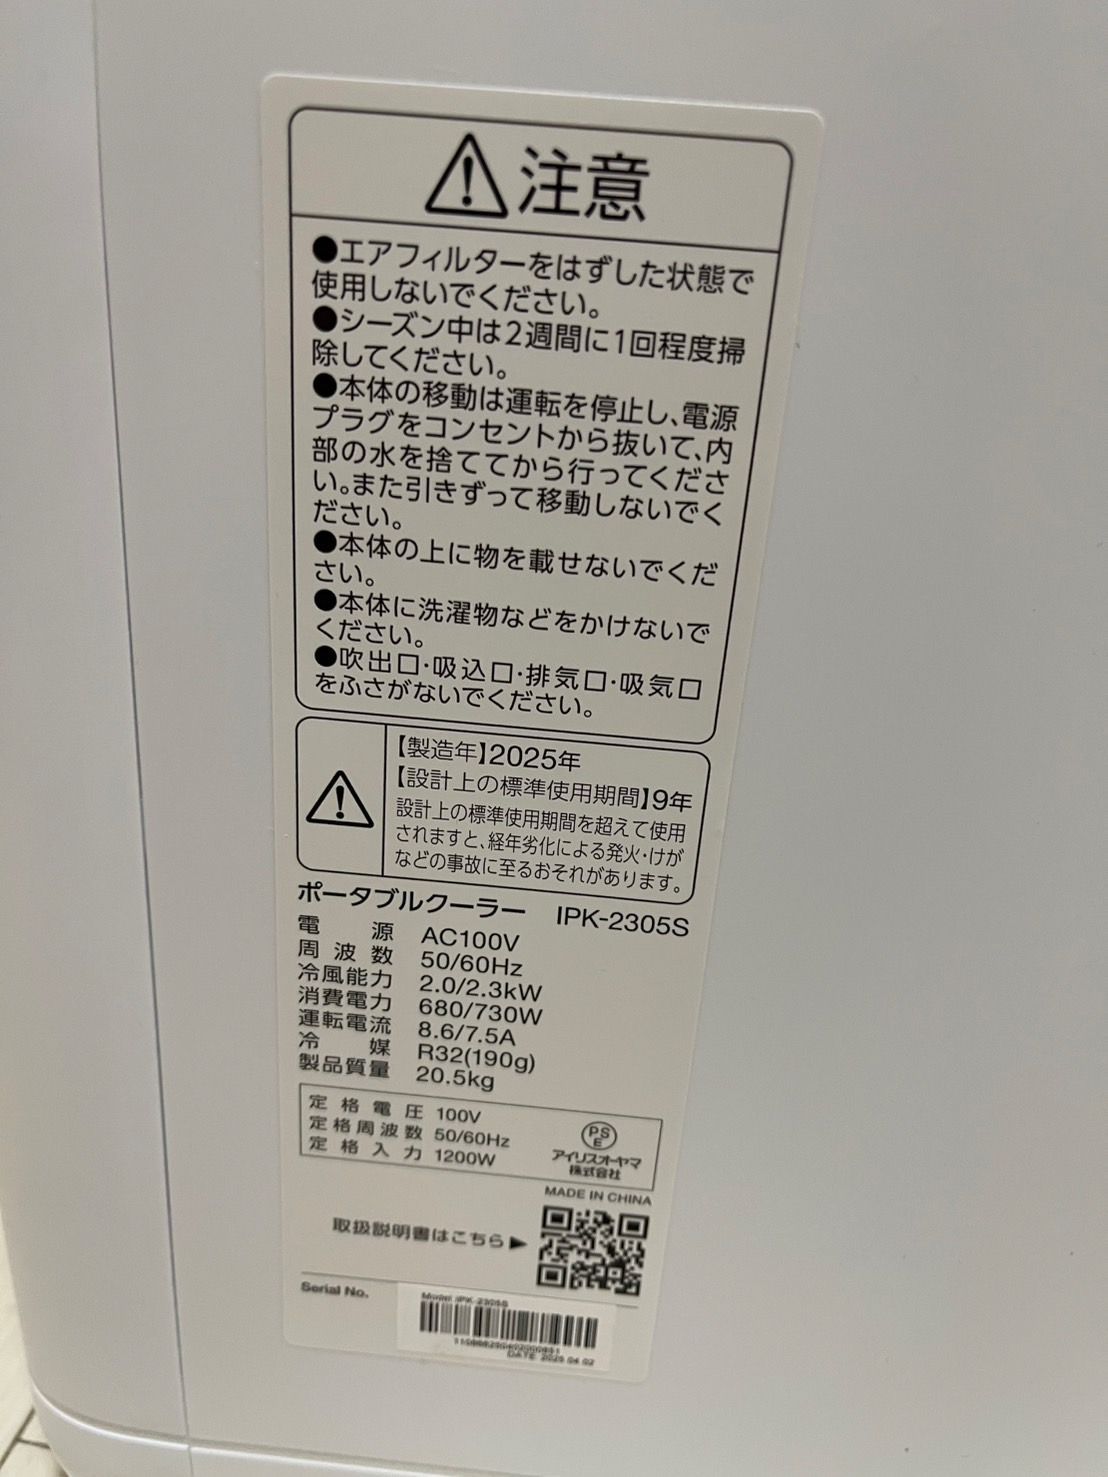 注意
●エアフィルターをはずした状態で
使用しないでください。
●シーズン中は2週間に1回程度掃
除してください。
●本体の移動は運転を停止し、電源
プラグをコンセントから抜いて、内
部の水を捨ててから行ってくださ
い。また引きずって移動しないでく
ださい。
●本体の上に物を載せないでくだ
さい。
●本体に洗濯物などをかけないで
ください。
●吹出口・吸込口・排気口・吸気口
をふさがないでください。
【製造年】2025年
【設計上の標準使用期間】9年
設計上の標準使用期間を超えて使用
されますと、経年劣化による発火・けが
などの事故に至るおそれがあります。
ポータブルクーラー IPK-2305S
電源 AC100V
周波数 50/60Hz
冷風能力 2.0/2.3kW
消費電力 680/730W
運転電流 8.6/7.5A
冷媒 R32(190g)
製品質量 20.5kg
定格電圧 100V
定格周波数 50/60Hz
定格入力 1200W
PS
E
アイリスオーヤマ
株式会社
MADE IN CHINA
取扱説明書はこちら▶
Serial No.
Model IPK-2305S
DATE 2025.04.02